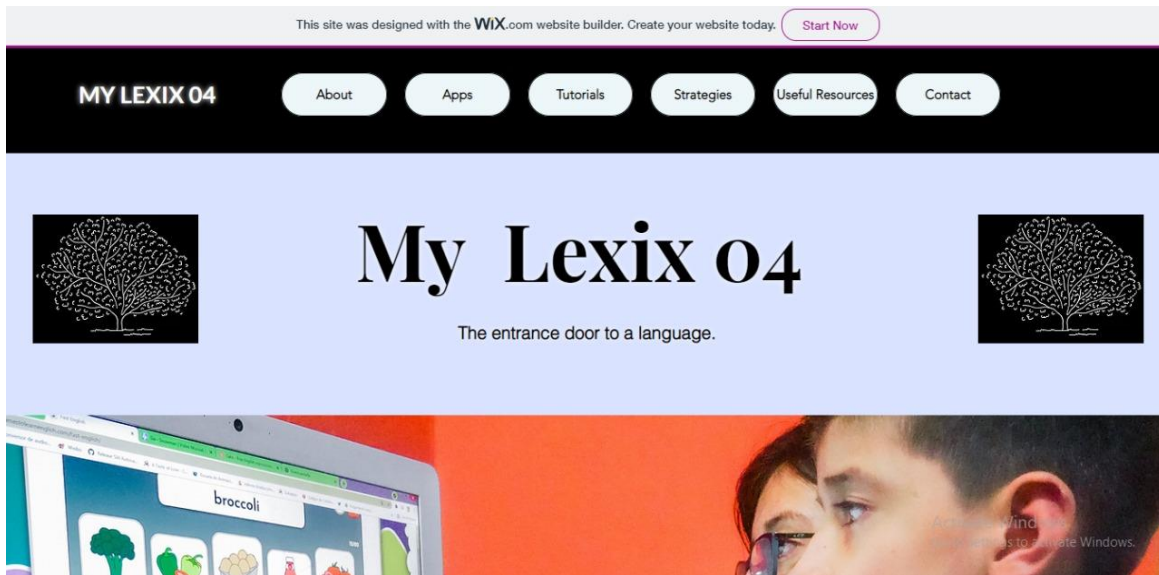 This site was designed with the WiX.com website builder. Create your website today. Start Now
MY LEXIX 04 About Apps Tutorials Strategies Useful Resources Contact
My Lexix 04
The entrance door to a language.
broccoli